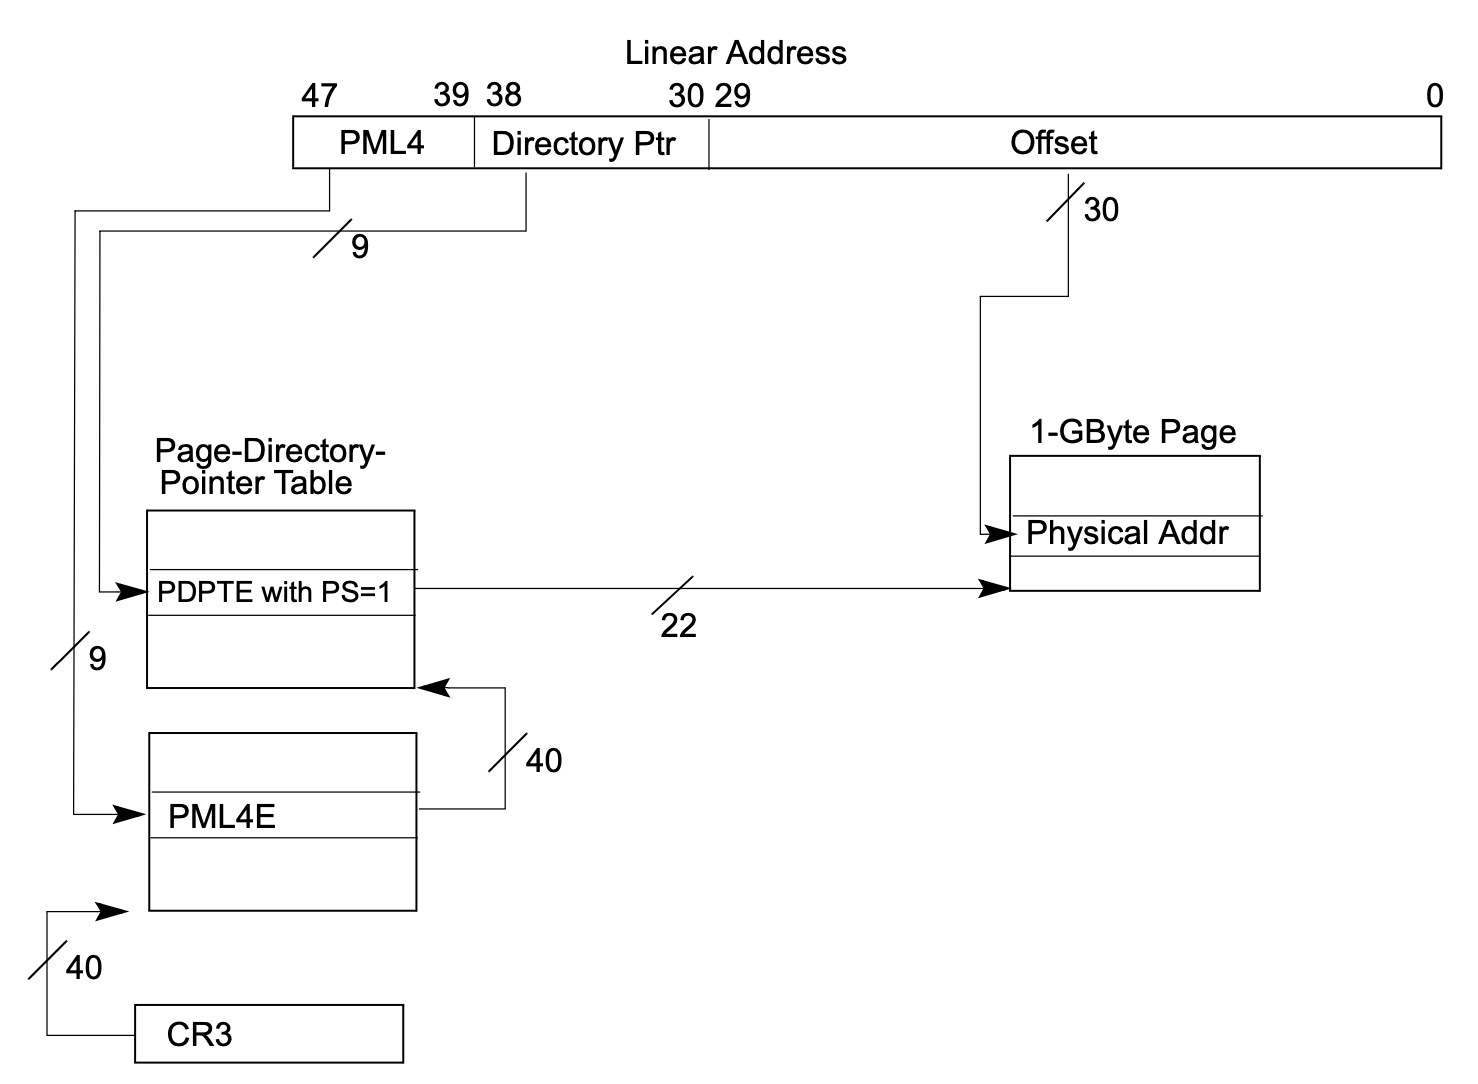 Linear Address
47 39 38 30 29 0
PML4 Directory Ptr Offset
30
9
1-GByte Page
Page-Directory-
Pointer Table
Physical Addr
PDPTE with PS=1
22
9
40
PML4E
40
CR3